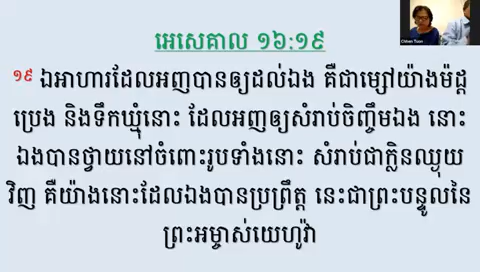 អេសេគាល ១៦:១៩
១៩ ឯអាហារដែលអញបានឲ្យដល់ឯង គឺជាម្សៅយ៉ាងម៉ដ្ត
ប្រេង និងទឹកឃ្មុំនោះ ដែលអញឲ្យសំរាប់ចិញ្ចឹមឯង នោះ
ឯងបានថ្វាយនៅចំពោះរូបទាំងនោះ សំរាប់ជាក្លិនឈ្ងុយ
វិញ គឺយ៉ាងនោះដែលឯងបានប្រព្រឹត្ត នេះជាព្រះបន្ទូលនៃ
ព្រះអម្ចាស់យេហូវ៉ា
Chhan Toun